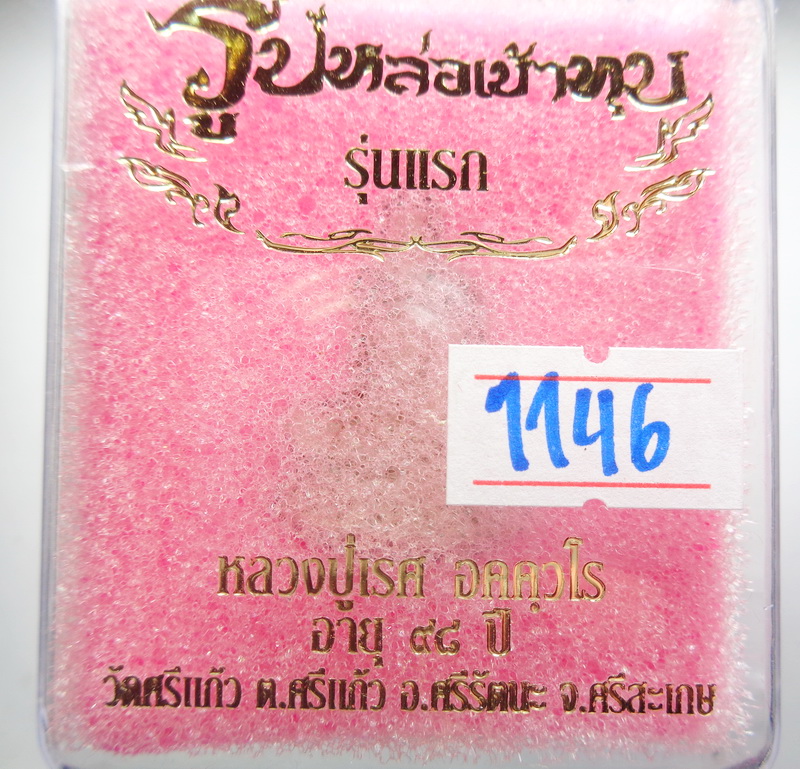 รูปหล่อเบ้าทุบ
รุ่นแรก
1146
หลวงปู่เรศ อคฺควโร
อายุ ๙๘ ปี
วัดศรีแก้ว ต.ศรีแก้ว อ.ศรีรัตนะ จ.ศรีสะเกษ